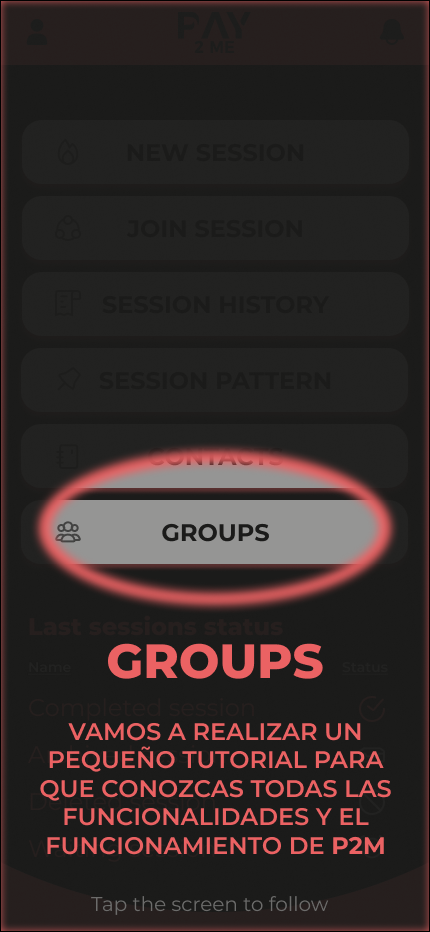 PAY
2 ME
NEW SESSION
JOIN SESSION
SESSION HISTORY
SESSION PATTERN
CONTACTS
GROUPS
Last sessions status
GROUPS
Name
Status
Completed session
VAMOS A REALIZAR UN
PEQUEÑO TUTORIAL PARA
QUE CONOZCAS TODAS LAS
FUNCIONALIDADES Y EL
FUNCIONAMIENTO DE P2M
Tap the screen to follow